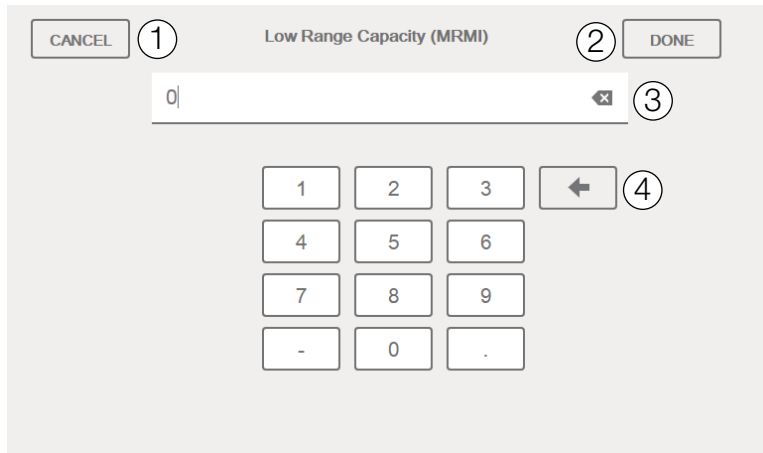 CANCEL 1 Low Range Capacity (MRMI) 2 DONE
0 3
1 2 3 4
4 5 6
7 8 9
- 0 .